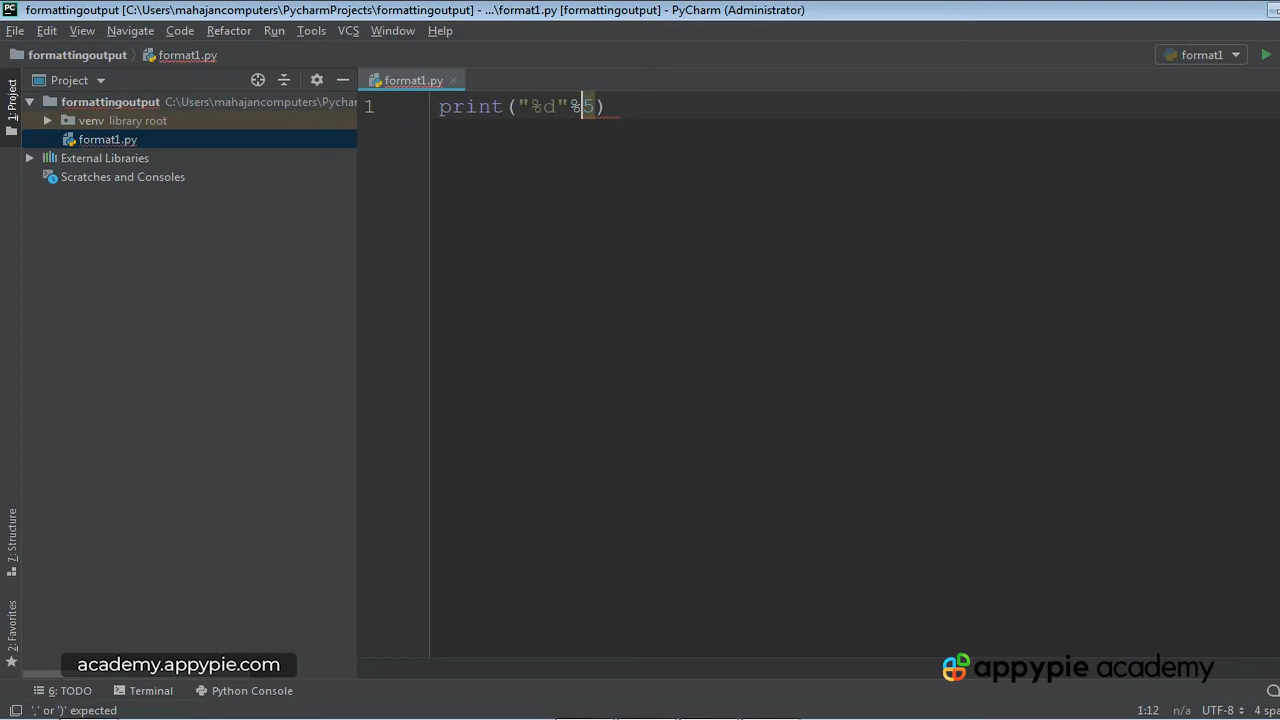 formattingoutput [C:\Users\mahajancomputers\PycharmProjects\formattingoutput] - ...\format1.py [formattingoutput] - PyCharm (Administrator)
File Edit View Navigate Code Refactor Run Tools VCS Window Help
formattingoutput format1.py format1
1: Project
Project
format1.py
formattingoutput C:\Users\mahajancomputers\Pychar
venv library root
format1.py
External Libraries
Scratches and Consoles
1 print("%d"%5)
7: Structure
2: Favorites
academy.appypie.com
appypie academy
6: TODO Terminal Python Console
',' or ')' expected 1:12 n/a UTF-8 4 spa